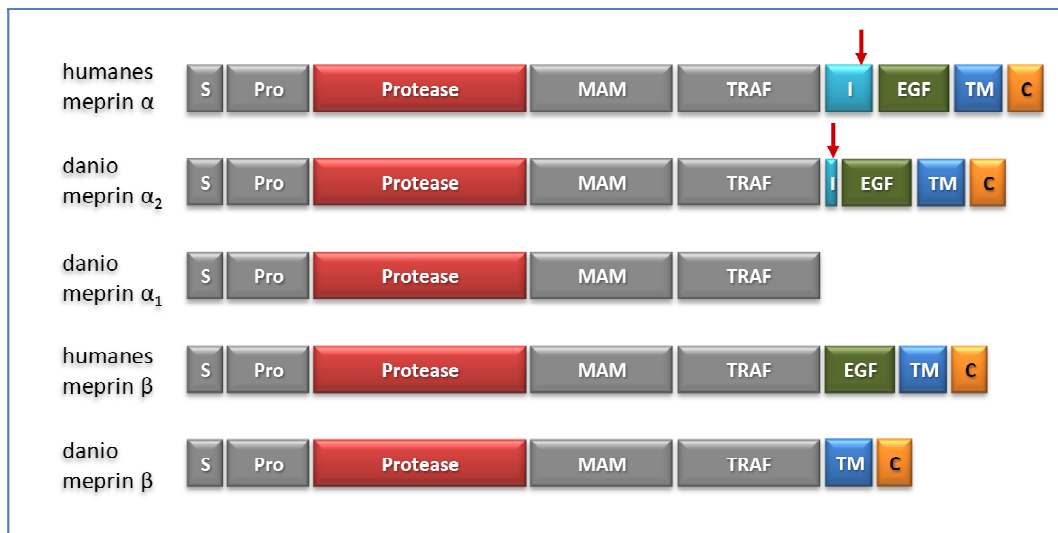 humanes
meprin α
S Pro Protease MAM TRAF I EGF TM C
danio
meprin α₂
S Pro Protease MAM TRAF I EGF TM C
danio
meprin α₁
S Pro Protease MAM TRAF
humanes
meprin β
S Pro Protease MAM TRAF EGF TM C
danio
meprin β
S Pro Protease MAM TRAF TM C